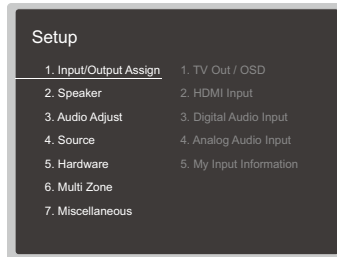 Setup
1. Input/Output Assign
1. TV Out / OSD
2. Speaker
2. HDMI Input
3. Audio Adjust
3. Digital Audio Input
4. Source
4. Analog Audio Input
5. Hardware
5. My Input Information
6. Multi Zone
7. Miscellaneous